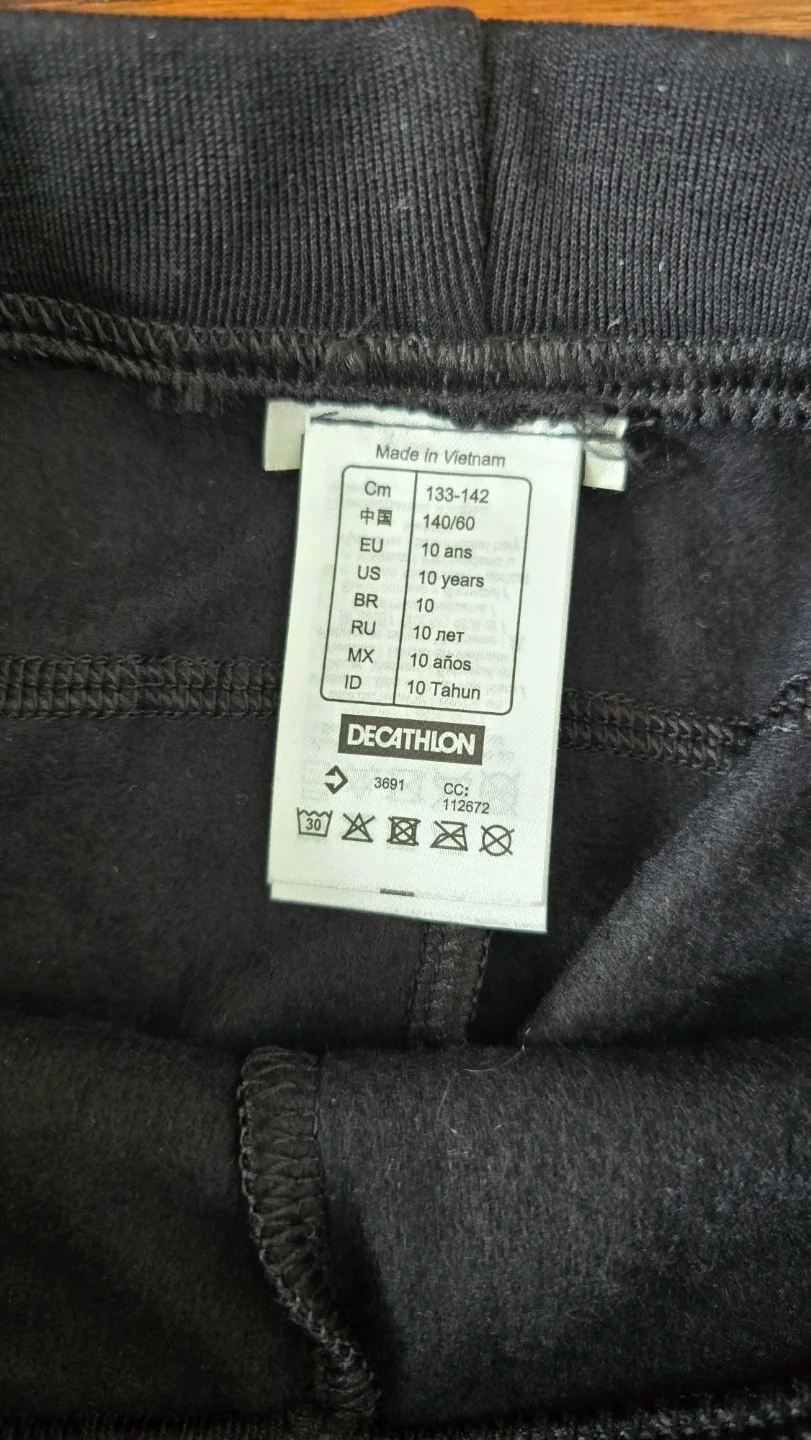 Made in Vietnam
Cm 133-142
中国 140/60
EU 10 ans
US 10 years
BR 10
RU 10 лет
MX 10 años
ID 10 Tahun
DECATHLON
3691 CC:
112672
30